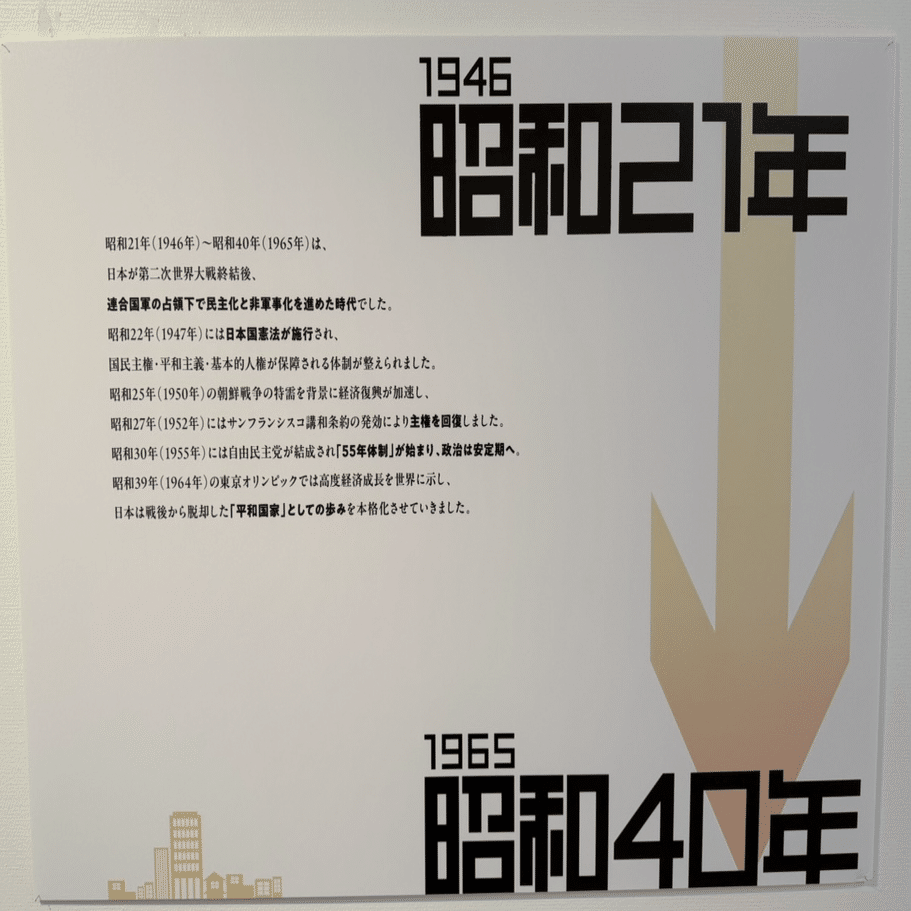 1946
昭和21年
昭和21年(1946年)～昭和40年(1965年)は、
日本が第二次世界大戦終結後、
連合国軍の占領下で民主化と非軍事化を進めた時代でした。
昭和22年(1947年)には日本国憲法が施行され、
国民主権・平和主義・基本的人権が保障される体制が整えられました。
昭和25年(1950年)の朝鮮戦争の特需を背景に経済復興が加速し、
昭和27年(1952年)にはサンフランシスコ講和条約の発効により主権を回復しました。
昭和30年(1955年)には自由民主党が結成され「55年体制」が始まり、政治は安定期へ。
昭和39年(1964年)の東京オリンピックでは高度経済成長を世界に示し、
日本は戦後から脱却した「平和国家」としての歩みを本格化させていきました。
1965
昭和40年